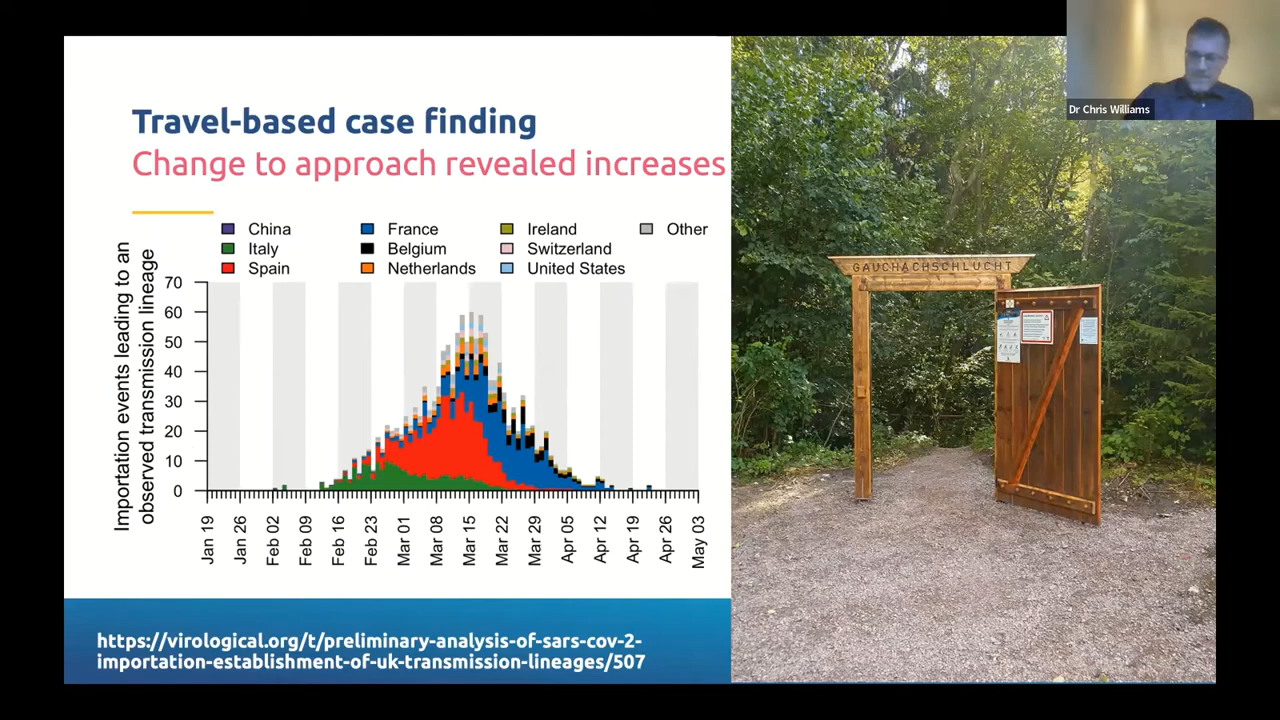 Dr Chris Williams
Travel-based case finding
Change to approach revealed increases
China
France
Ireland
Other
Italy
Belgium
Switzerland
Spain
Netherlands
United States
Importation events leading to an
observed transmission lineage
70
60
50
40
30
20
10
0
Jan 19
Jan 26
Feb 02
Feb 09
Feb 16
Feb 23
Mar 01
Mar 08
Mar 15
Mar 22
Mar 29
Apr 05
Apr 12
Apr 19
Apr 26
May 03
GAUCHACHSCHLUCHT
https://virological.org/t/preliminary-analysis-of-sars-cov-2-
importation-establishment-of-uk-transmission-lineages/507